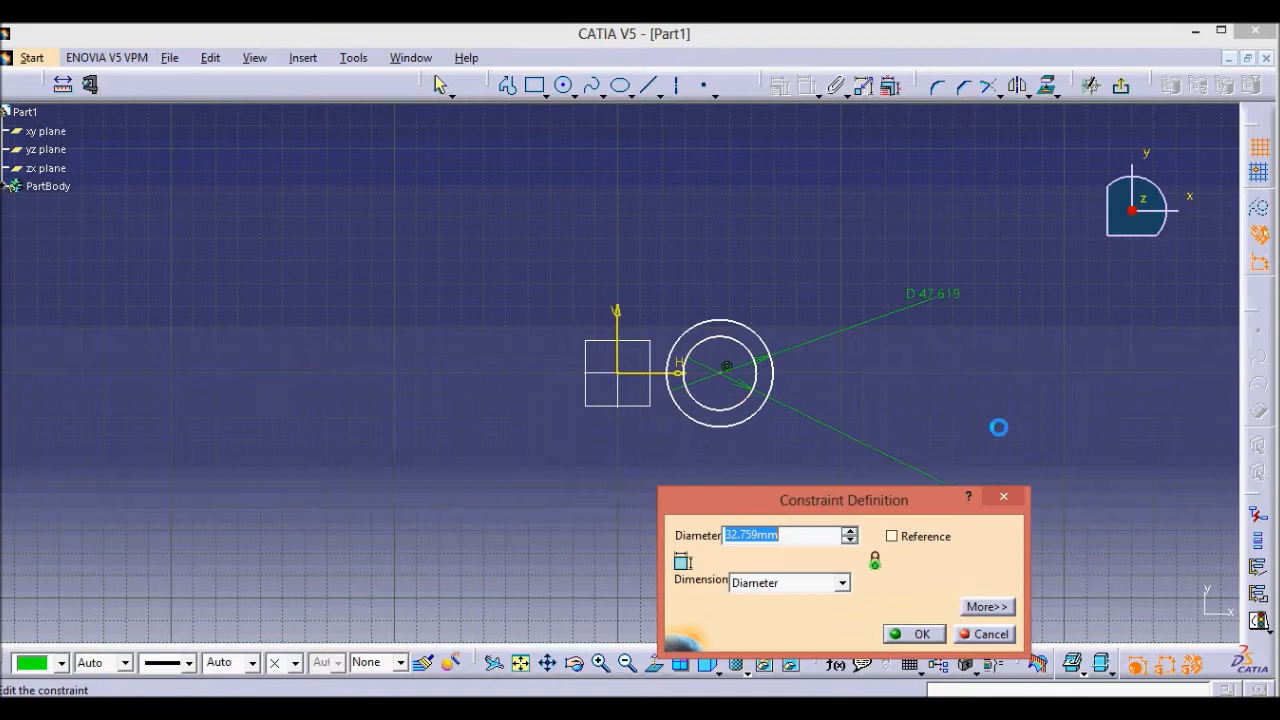 CATIA V5 - [Part1]
Start ENOVIA V5 VPM File Edit View Insert Tools Window Help
Part1
xy plane
yz plane
zx plane
PartBody
y
x
z
D 47.619
V
H
Constraint Definition
?
Diameter 32.759mm Reference
Dimension Diameter
More>>
OK Cancel
y
x
Auto Auto Aut None f(x)
CATIA
Edit the constraint